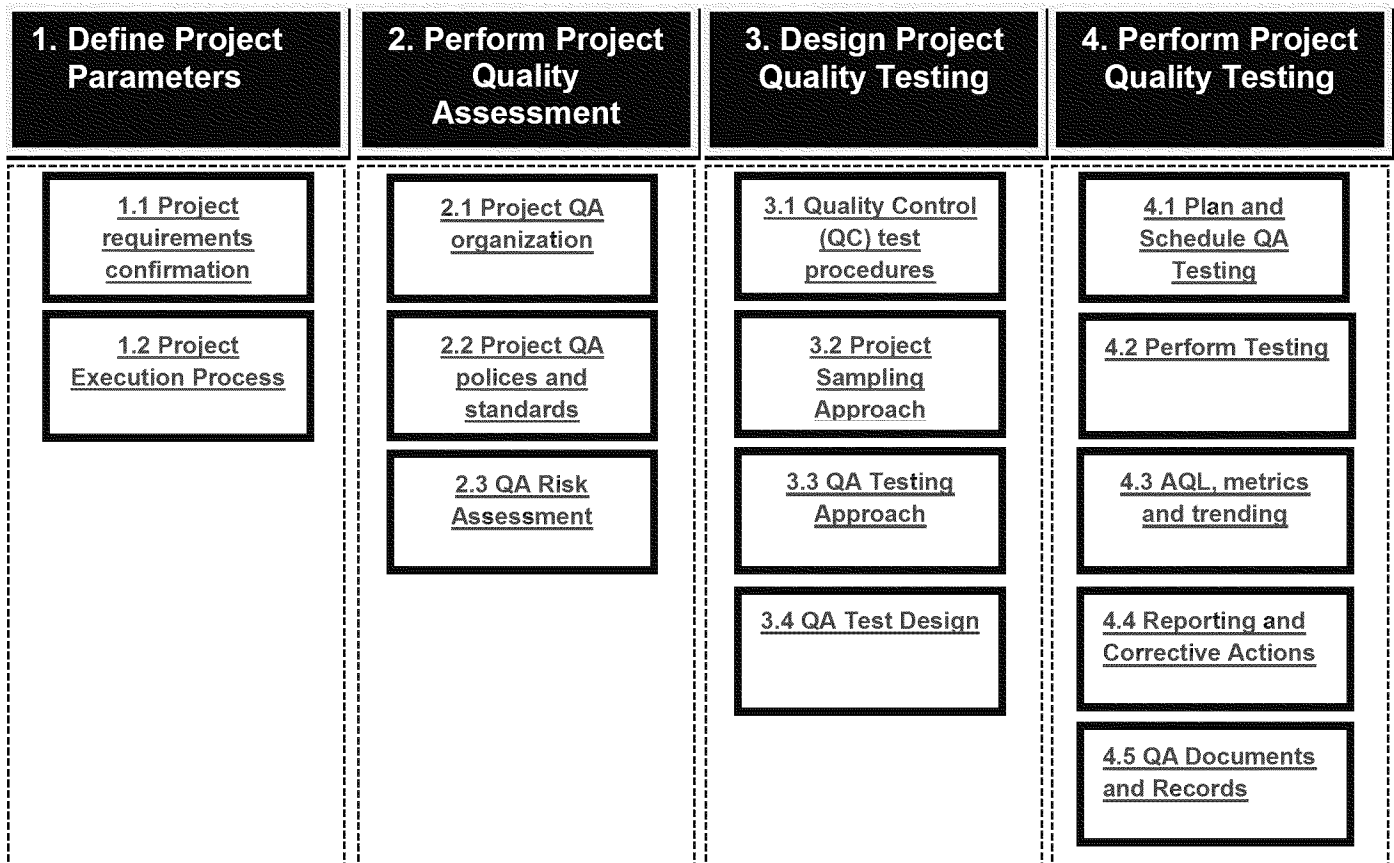 1. Define Project
Parameters
1.1 Project
requirements
confirmation
1.2 Project
Execution Process
2. Perform Project
Quality
Assessment
2.1 Project QA
organization
2.2 Project QA
polices and
standards
2.3 QA Risk
Assessment
3. Design Project
Quality Testing
3.1 Quality Control
(QC) test
procedures
3.2 Project
Sampling
Approach
3.3 QA Testing
Approach
3.4 QA Test Design
4. Perform Project
Quality Testing
4.1 Plan and
Schedule QA
Testing
4.2 Perform Testing
4.3 AQL, metrics
and trending
4.4 Reporting and
Corrective Actions
4.5 QA Documents
and Records